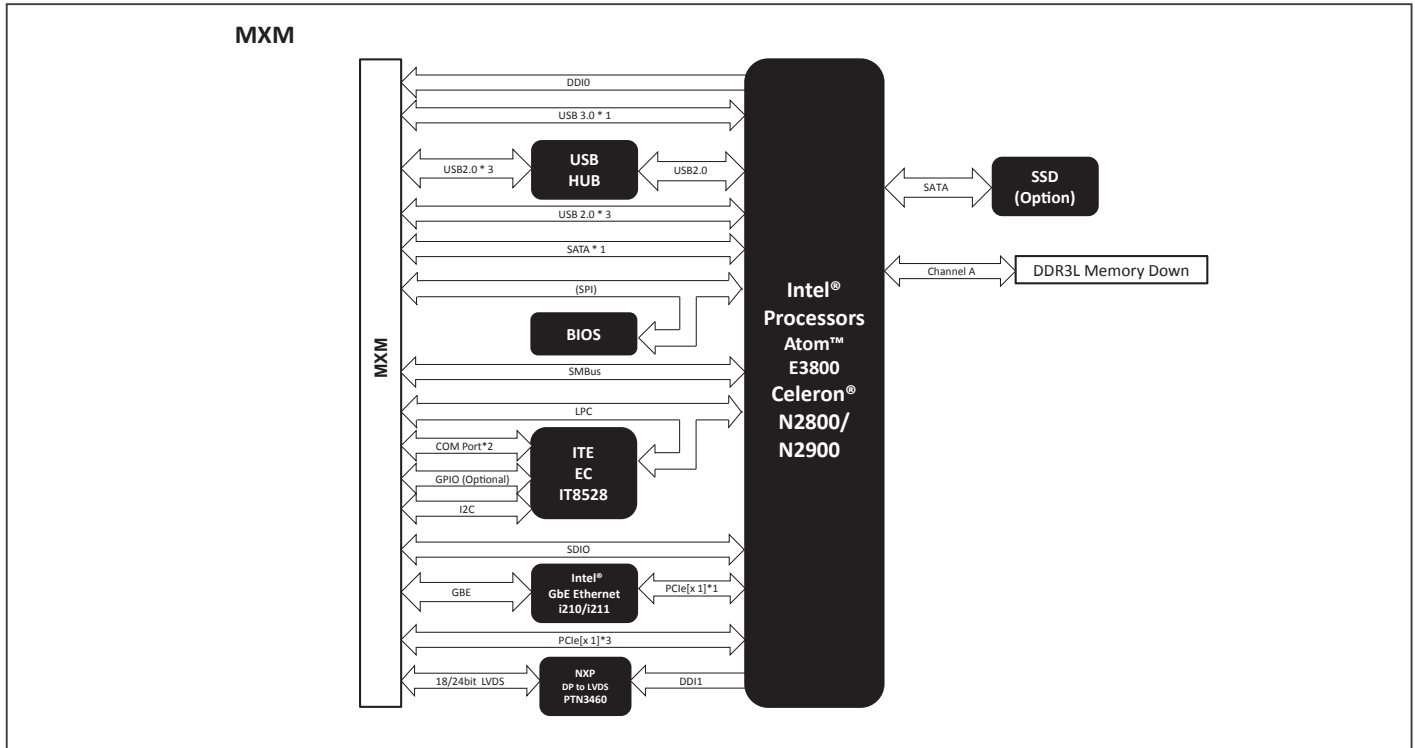 MXM
MXM
DDI0
USB 3.0 * 1
USB2.0 * 3
USB
HUB
USB2.0
USB 2.0 * 3
SATA * 1
(SPI)
BIOS
SMBus
LPC
COM Port*2
GPIO (Optional)
I2C
ITE
EC
IT8528
SDIO
GBE
Intel®
GbE Ethernet
i210/i211
PCIe[x 1]*1
PCIe[x 1]*3
18/24bit LVDS
NXP
DP to LVDS
PTN3460
DDI1
Intel®
Processors
Atom™
E3800
Celeron®
N2800/
N2900
SATA
SSD
(Option)
Channel A
DDR3L Memory Down